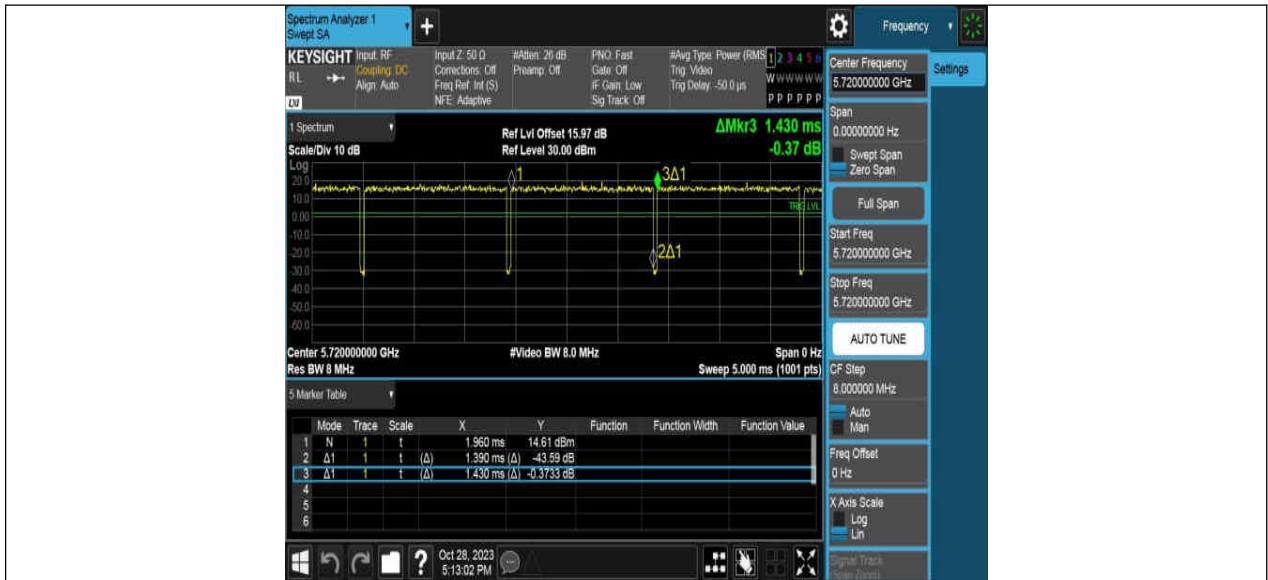 Spectrum Analyzer 1
Swept SA
+
Frequency
KEYSIGHT
RL
LXI
Input: RF
Coupling: DC
Align: Auto
Input Z: 50 Ω
Corrections: Off
Freq Ref: Int (S)
NFE: Adaptive
#Atten: 26 dB
Preamp: Off
PNO: Fast
Gate: Off
IF Gain: Low
Sig Track: Off
#Avg Type: Power (RMS
Trig: Video
Trig Delay: -50.0 µs
1 2 3 4 5 6
W W W W W W
P P P P P P
1 Spectrum
Scale/Div 10 dB
Ref Lvl Offset 15.97 dB
Ref Level 30.00 dBm
ΔMkr3 1.430 ms
-0.37 dB
Log
20.0
10.0
0.00
-10.0
-20.0
-30.0
-40.0
-50.0
-60.0
1
3Δ1
2Δ1
TRIG LVL
Center 5.720000000 GHz
#Video BW 8.0 MHz
Span 0 Hz
Res BW 8 MHz
Sweep 5.000 ms (1001 pts)
5 Marker Table
Mode Trace Scale X Y Function Function Width Function Value
1 N 1 t 1.960 ms 14.61 dBm
2 Δ1 1 t (Δ) 1.390 ms (Δ) -43.59 dB
3 Δ1 1 t (Δ) 1.430 ms (Δ) -0.3733 dB
4
5
6
?
Oct 28, 2023
5:13:02 PM
Center Frequency
5.720000000 GHz
Settings
Span
0.00000000 Hz
Swept Span
Zero Span
Full Span
Start Freq
5.720000000 GHz
Stop Freq
5.720000000 GHz
AUTO TUNE
CF Step
8.000000 MHz
Auto
Man
Freq Offset
0 Hz
X Axis Scale
Log
Lin
Signal Track
(Span Zoom)